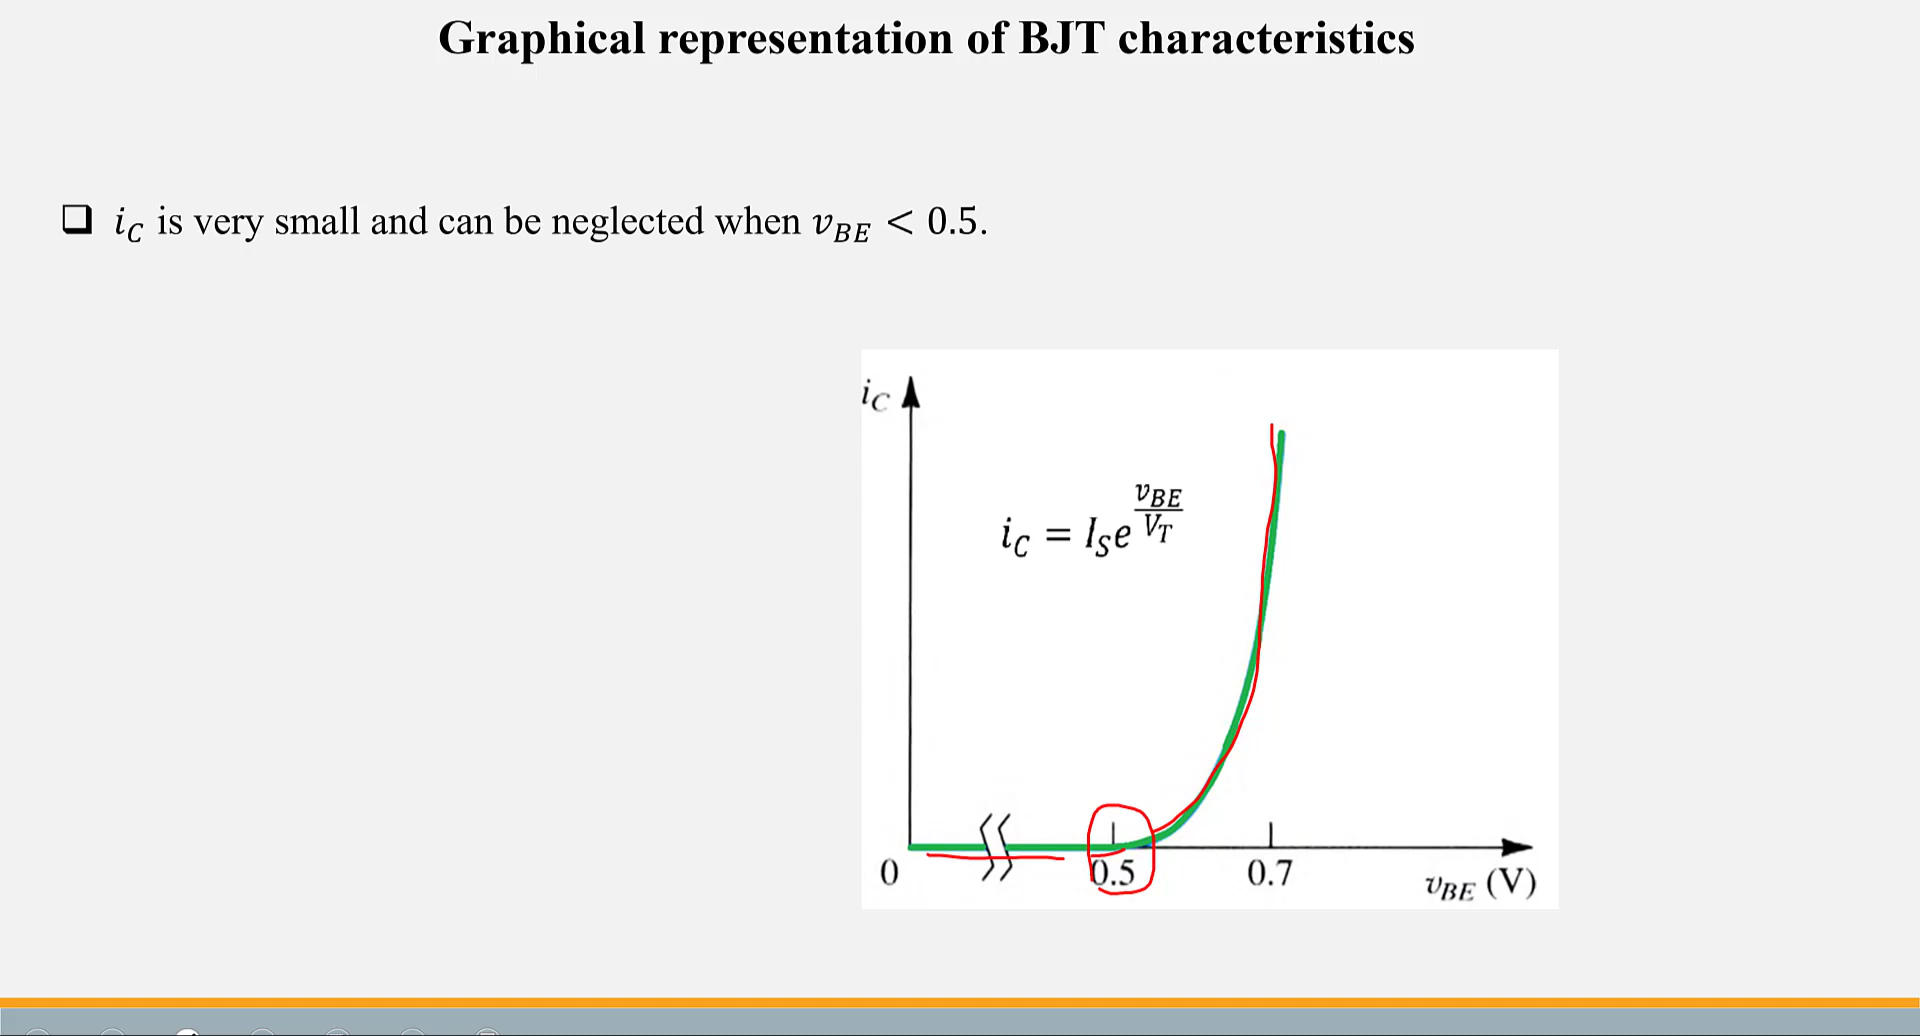 Graphical representation of BJT characteristics
❑ i_C is very small and can be neglected when v_BE < 0.5.
i_C
i_C = I_S e^(v_BE/V_T)
0
0.5
0.7
v_BE (V)